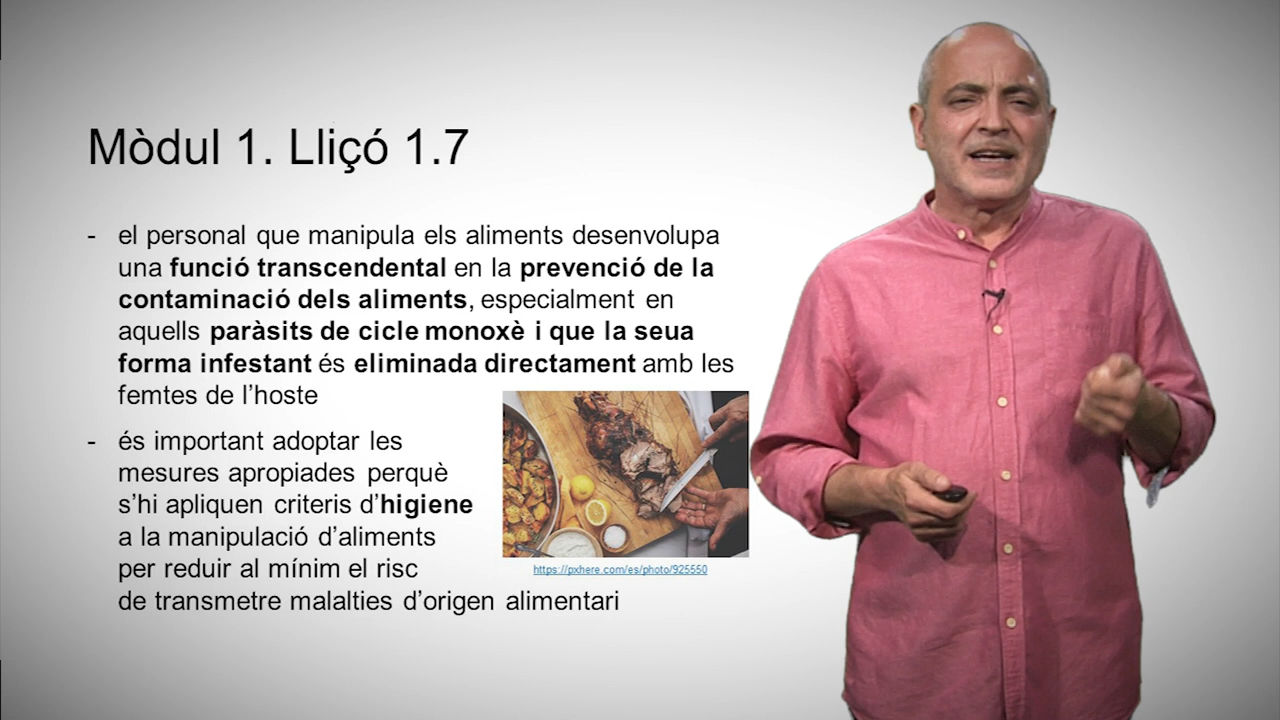 Mòdul 1. Lliçó 1.7
- el personal que manipula els aliments desenvolupa
una funció transcendental en la prevenció de la
contaminació dels aliments, especialment en
aquells paràsits de cicle monoxè i que la seua
forma infestant és eliminada directament amb les
femtes de l’hoste
- és important adoptar les
mesures apropiades perquè
s’hi apliquen criteris d’higiene
a la manipulació d’aliments
per reduir al mínim el risc
de transmetre malalties d’origen alimentari
https://pxhere.com/es/photo/925550